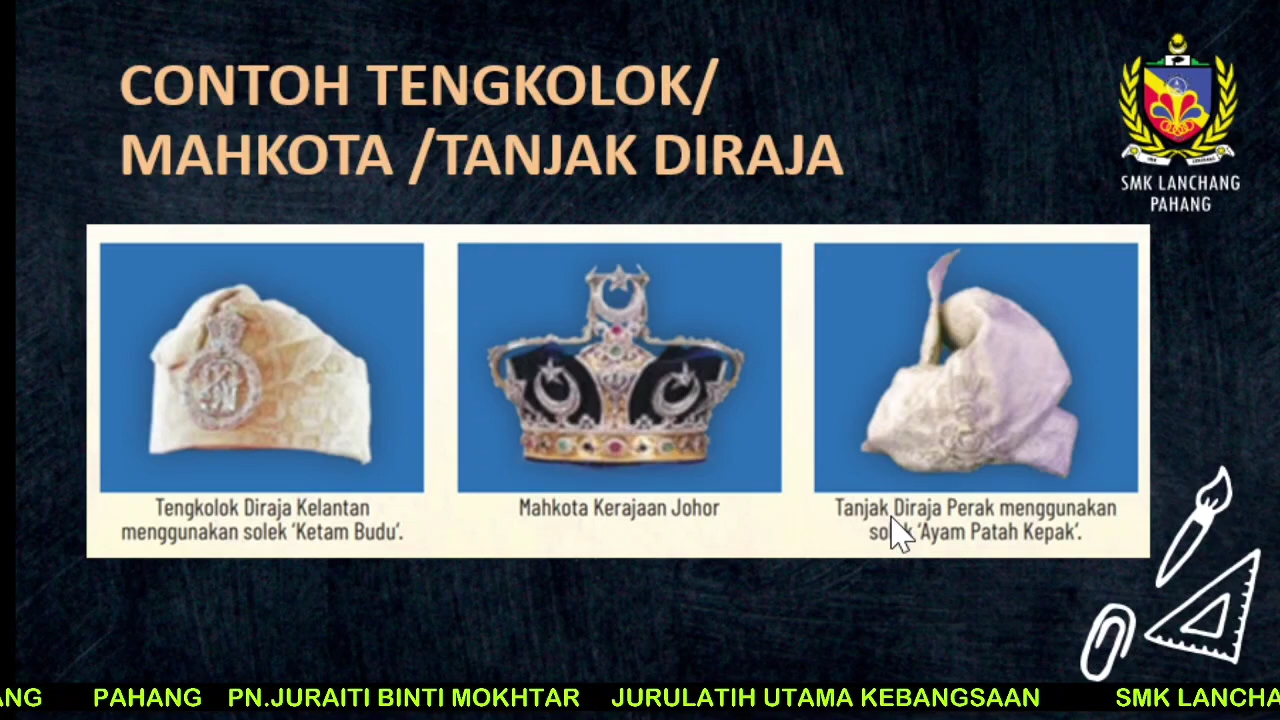 CONTOH TENGKOLOK/
MAHKOTA /TANJAK DIRAJA
SMK LANCHANG
PAHANG
Tengkolok Diraja Kelantan
menggunakan solek ‘Ketam Budu’.
Mahkota Kerajaan Johor
Tanjak Diraja Perak menggunakan
‘Ayam Patah Kepak’.
ANG PAHANG PN.JURAITI BINTI MOKHTAR JURULATIH UTAMA KEBANGSAAN SMK LANCHA